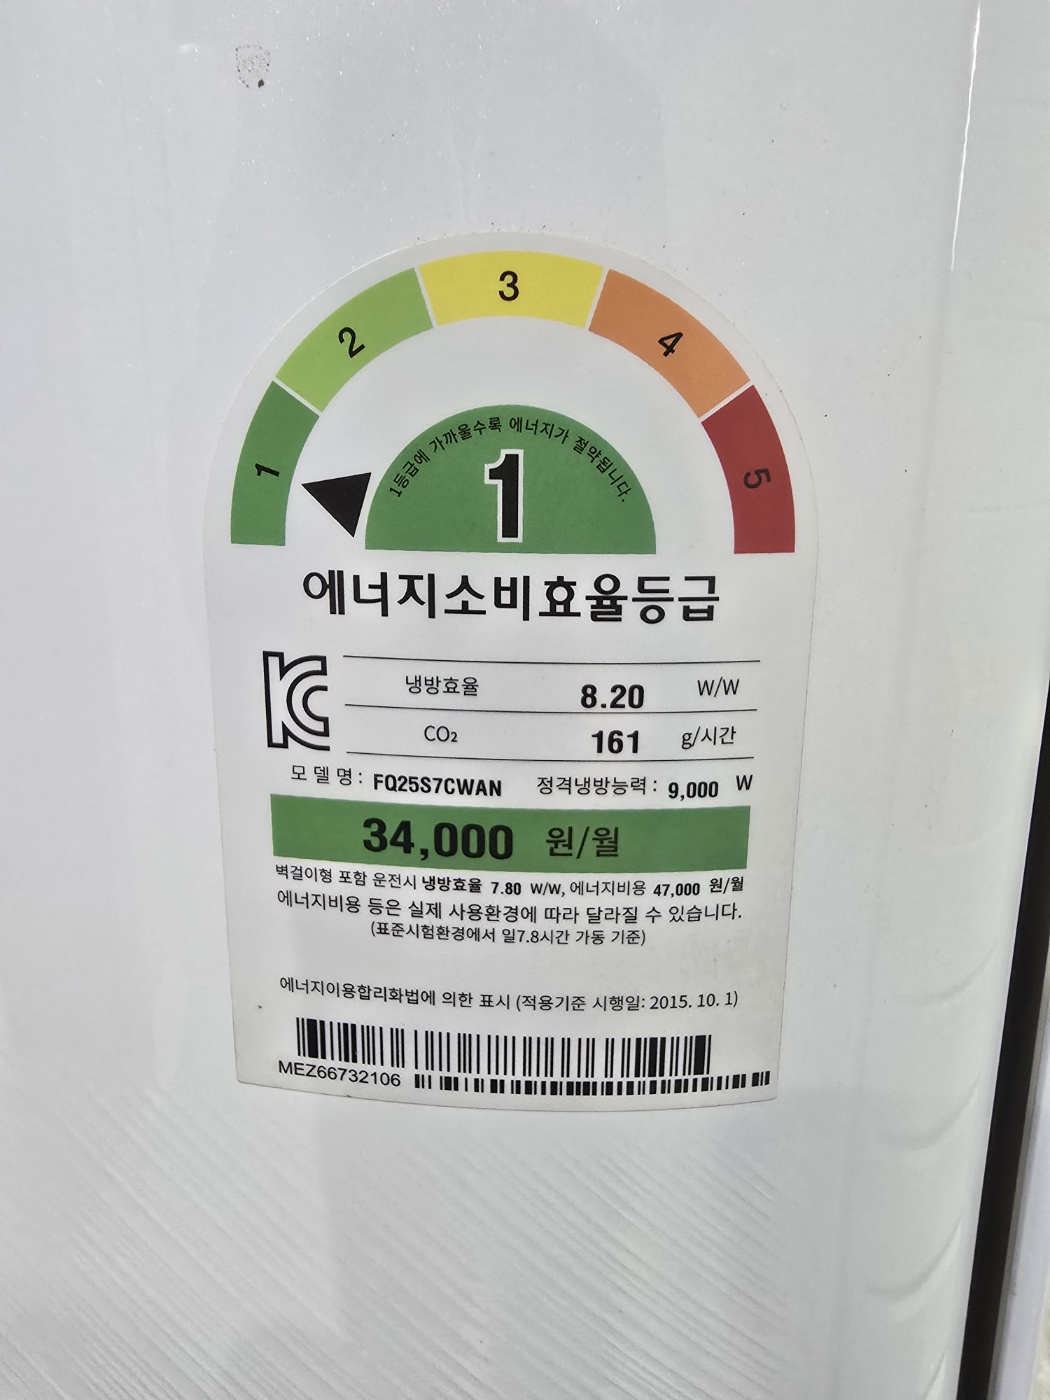 3
2
4
1
5
1등급에 가까울수록 에너지가 절약됩니다.
1
에너지소비효율등급
냉방효율 8.20 W/W
CO₂ 161 g/시간
모 델 명 : FQ25S7CWAN 정격냉방능력 : 9,000 W
34,000 원/월
벽걸이형 포함 운전시 냉방효율 7.80 W/W, 에너지비용 47,000 원/월
에너지비용 등은 실제 사용환경에 따라 달라질 수 있습니다.
(표준시험환경에서 일7.8시간 가동 기준)
에너지이용합리화법에 의한 표시 (적용기준 시행일: 2015. 10. 1)
MEZ66732106